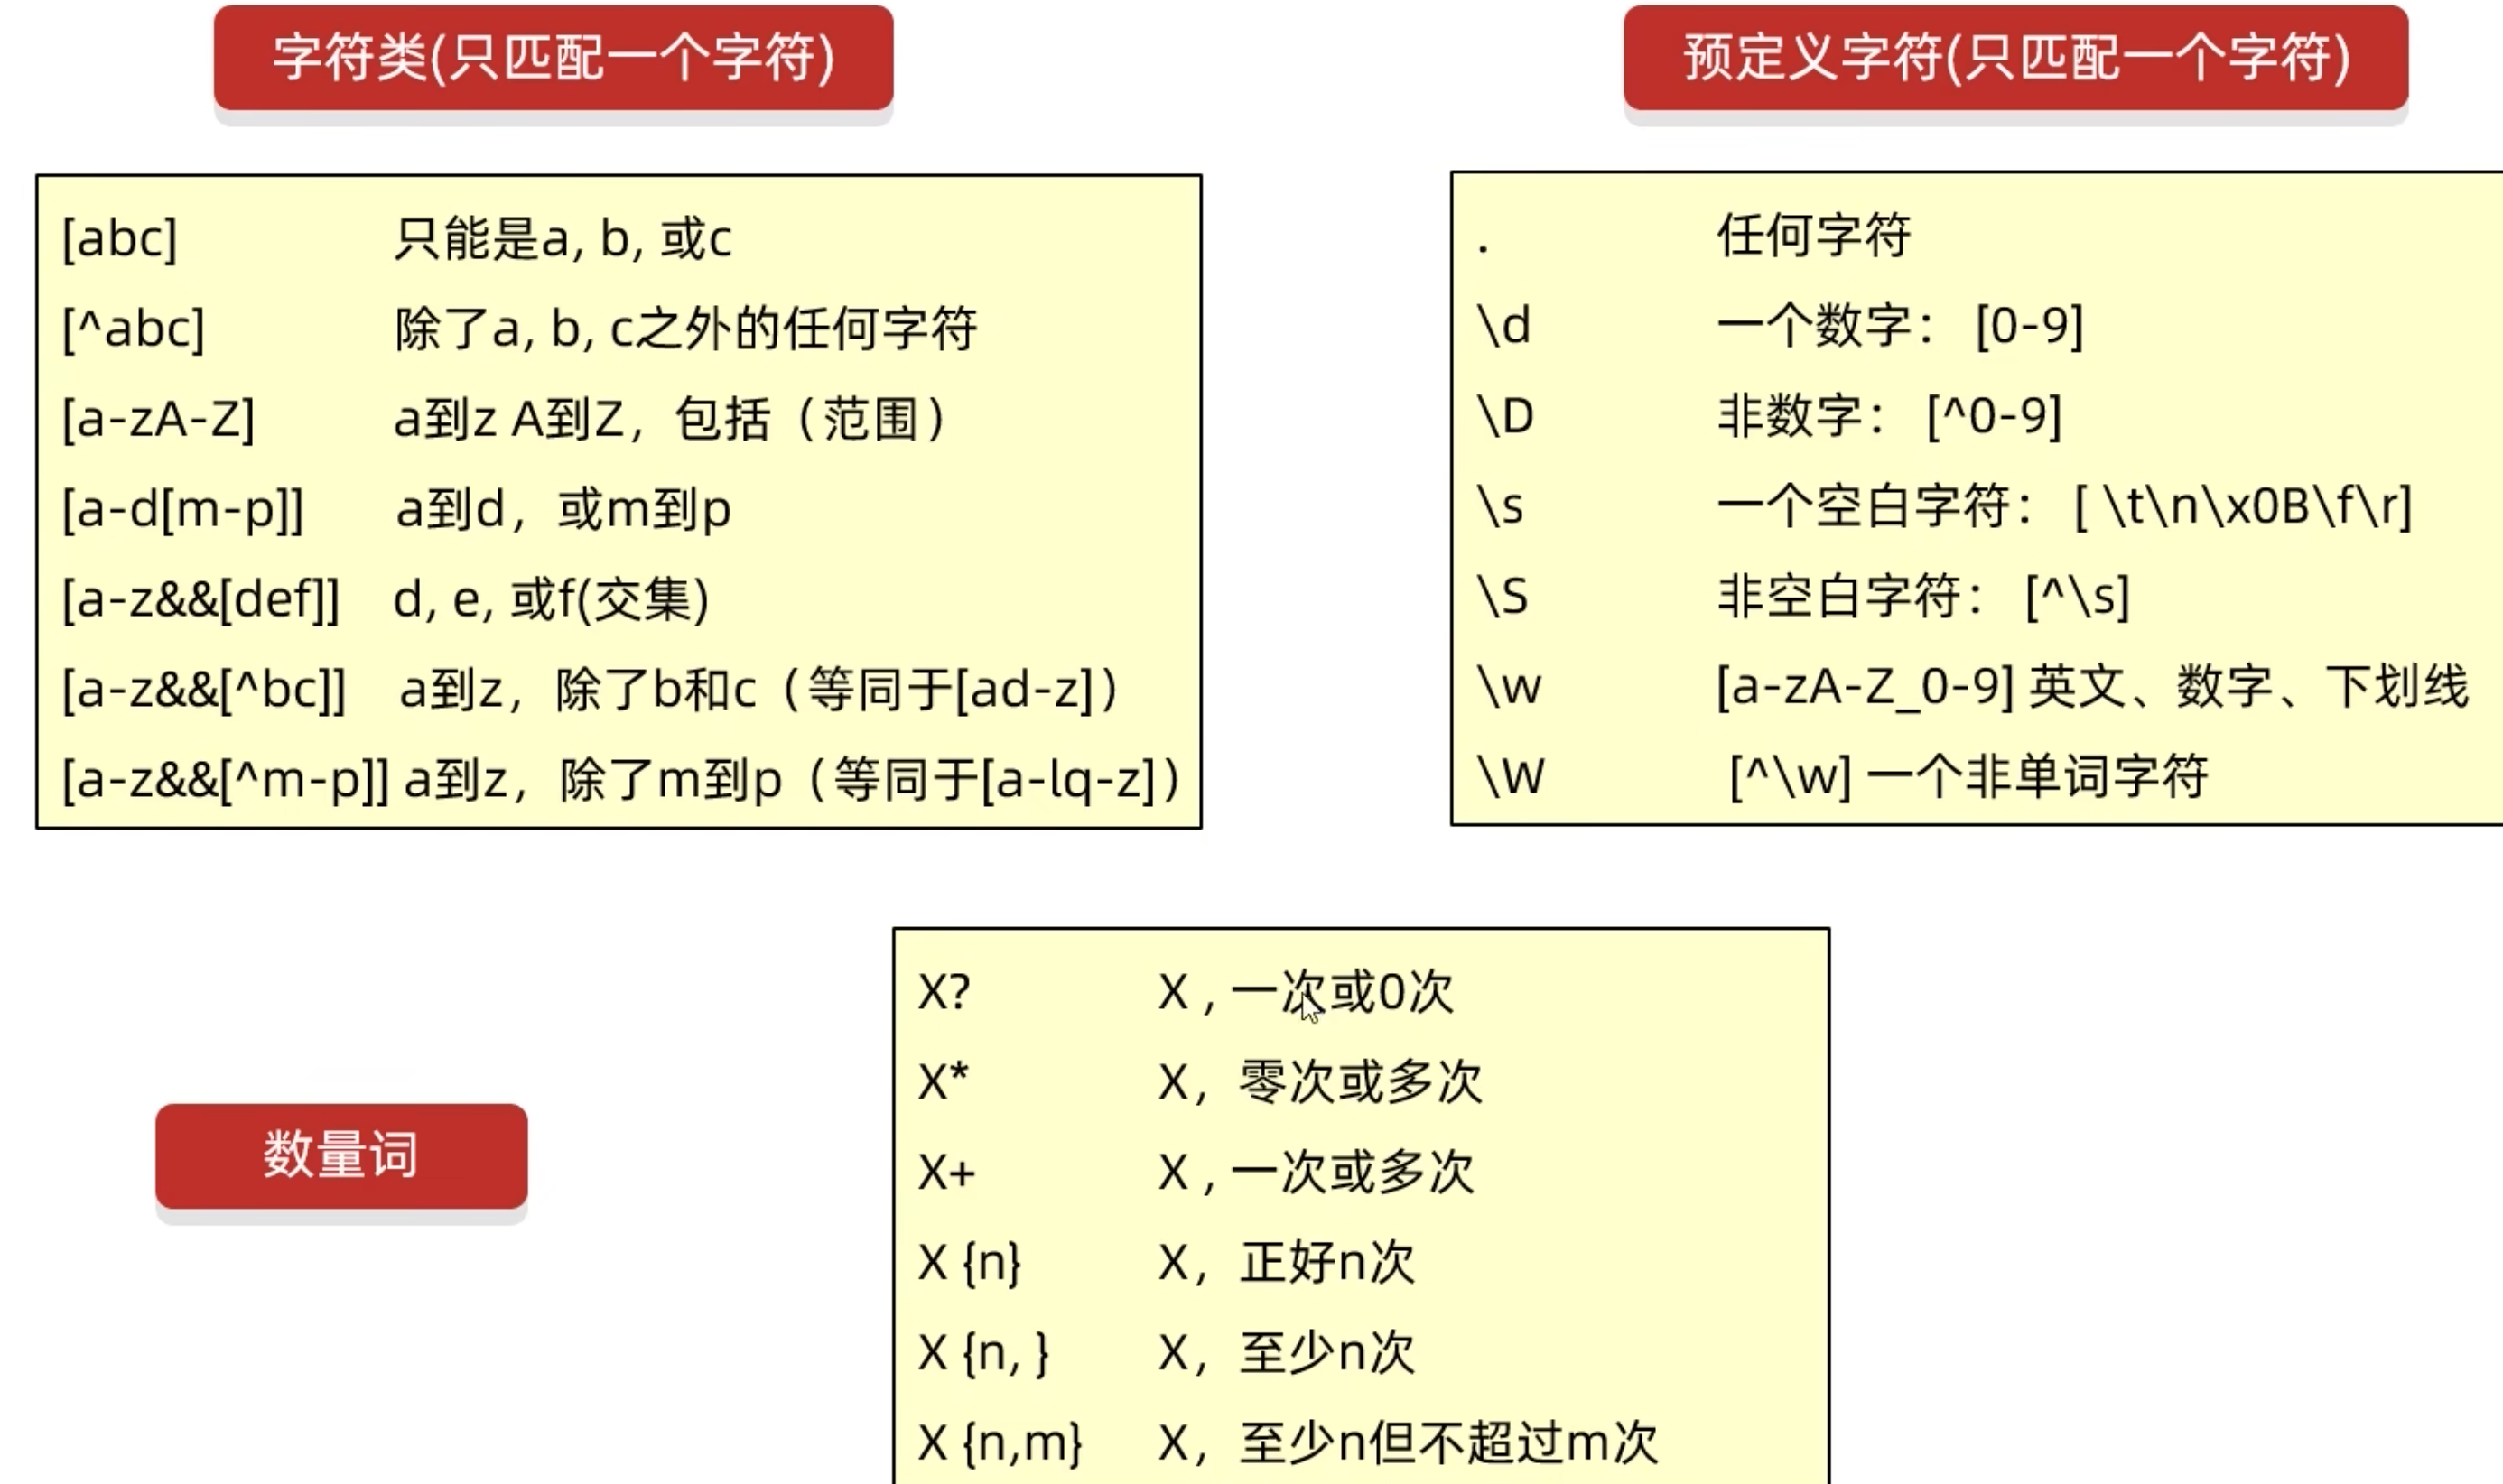 字符类(只匹配一个字符)
[abc] 只能是a, b, 或c
[^abc] 除了a, b, c之外的任何字符
[a-zA-Z] a到z A到Z，包括（范围）
[a-d[m-p]] a到d，或m到p
[a-z&&[def]] d, e, 或f(交集)
[a-z&&[^bc]] a到z，除了b和c（等同于[ad-z]）
[a-z&&[^m-p]] a到z，除了m到p（等同于[a-lq-z]）
预定义字符(只匹配一个字符)
. 任何字符
\d 一个数字： [0-9]
\D 非数字： [^0-9]
\s 一个空白字符： [ \t\n\x0B\f\r]
\S 非空白字符： [^\s]
\w [a-zA-Z_0-9] 英文、数字、下划线
\W [^\w] 一个非单词字符
数量词
X? X , 一次或0次
X* X，零次或多次
X+ X , 一次或多次
X {n} X，正好n次
X {n, } X，至少n次
X {n,m} X，至少n但不超过m次